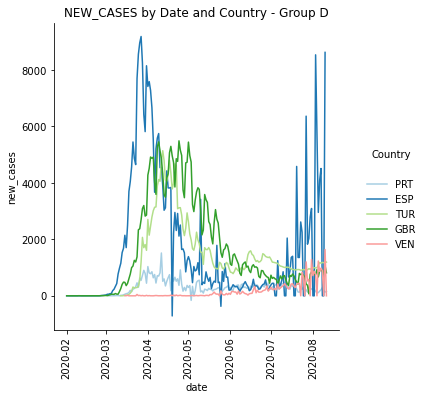 NEW_CASES by Date and Country - Group D
new_cases
8000
6000
4000
2000
0
2020-02
2020-03
2020-04
2020-05
2020-06
2020-07
2020-08
date
Country
PRT
ESP
TUR
GBR
VEN